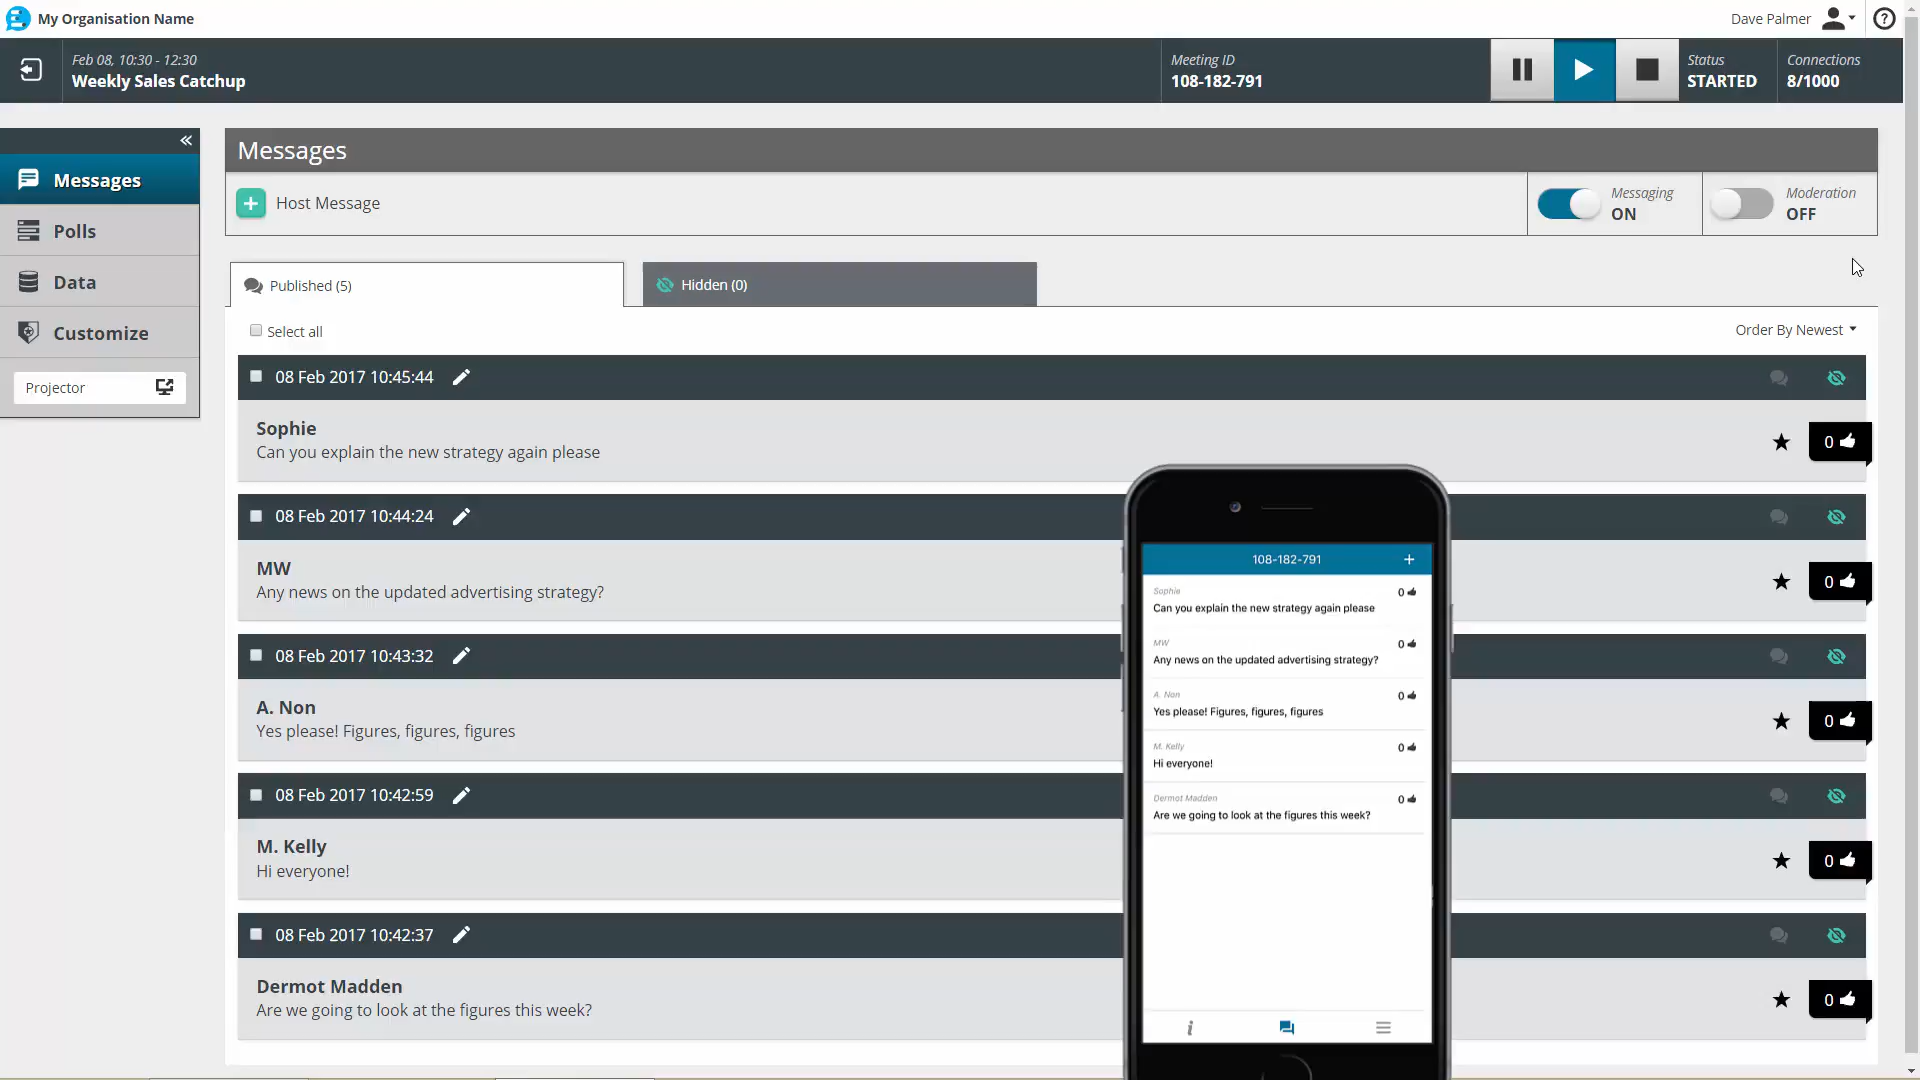 My Organisation Name
Dave Palmer
Feb 08, 10:30 - 12:30
Weekly Sales Catchup
Meeting ID
108-182-791
Status
STARTED
Connections
8/1000
Messages
Polls
Data
Customize
Projector
Messages
Host Message
Messaging
ON
Moderation
OFF
Published (5)
Hidden (0)
Select all
Order By Newest
08 Feb 2017 10:45:44
Sophie
Can you explain the new strategy again please
0
08 Feb 2017 10:44:24
MW
Any news on the updated advertising strategy?
0
08 Feb 2017 10:43:32
A. Non
Yes please! Figures, figures, figures
0
08 Feb 2017 10:42:59
M. Kelly
Hi everyone!
0
08 Feb 2017 10:42:37
Dermot Madden
Are we going to look at the figures this week?
0
108-182-791
Sophie
0
Can you explain the new strategy again please
MW
0
Any news on the updated advertising strategy?
A. Non
0
Yes please! Figures, figures, figures
M. Kelly
0
Hi everyone!
Dermot Madden
0
Are we going to look at the figures this week?